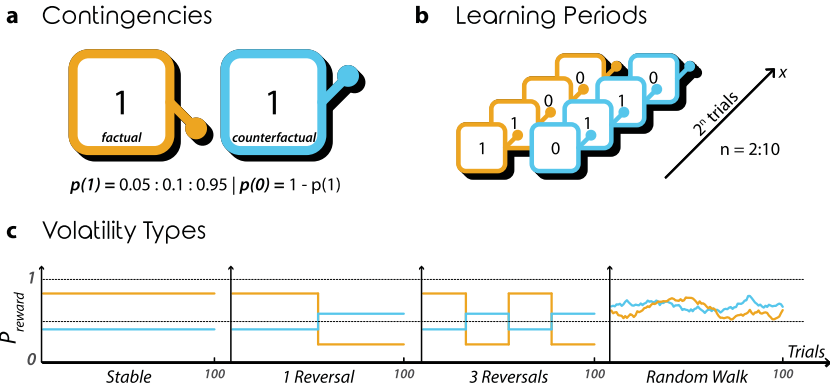 a Contingencies
1
factual
1
counterfactual
p(1) = 0.05 : 0.1 : 0.95 | p(0) = 1 - p(1)
b Learning Periods
0
0
0
1
1
1
1
0
2ⁿ trials
x
n = 2:10
c Volatility Types
1
0
P reward
Stable
100
1 Reversal
100
3 Reversals
100
Random Walk
100
Trials